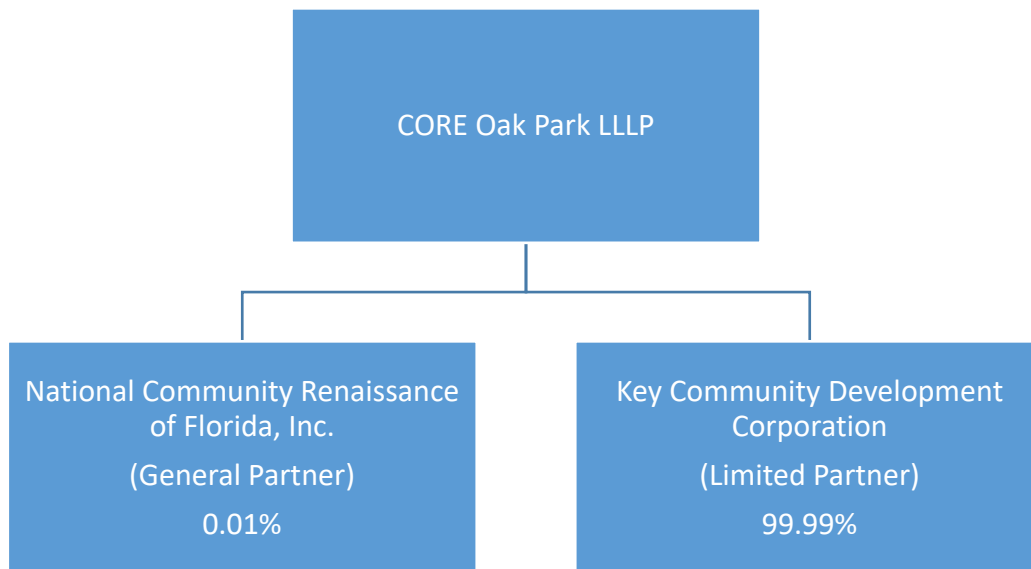 CORE Oak Park LLLP
National Community Renaissance
of Florida, Inc.
(General Partner)
0.01%
Key Community Development
Corporation
(Limited Partner)
99.99%